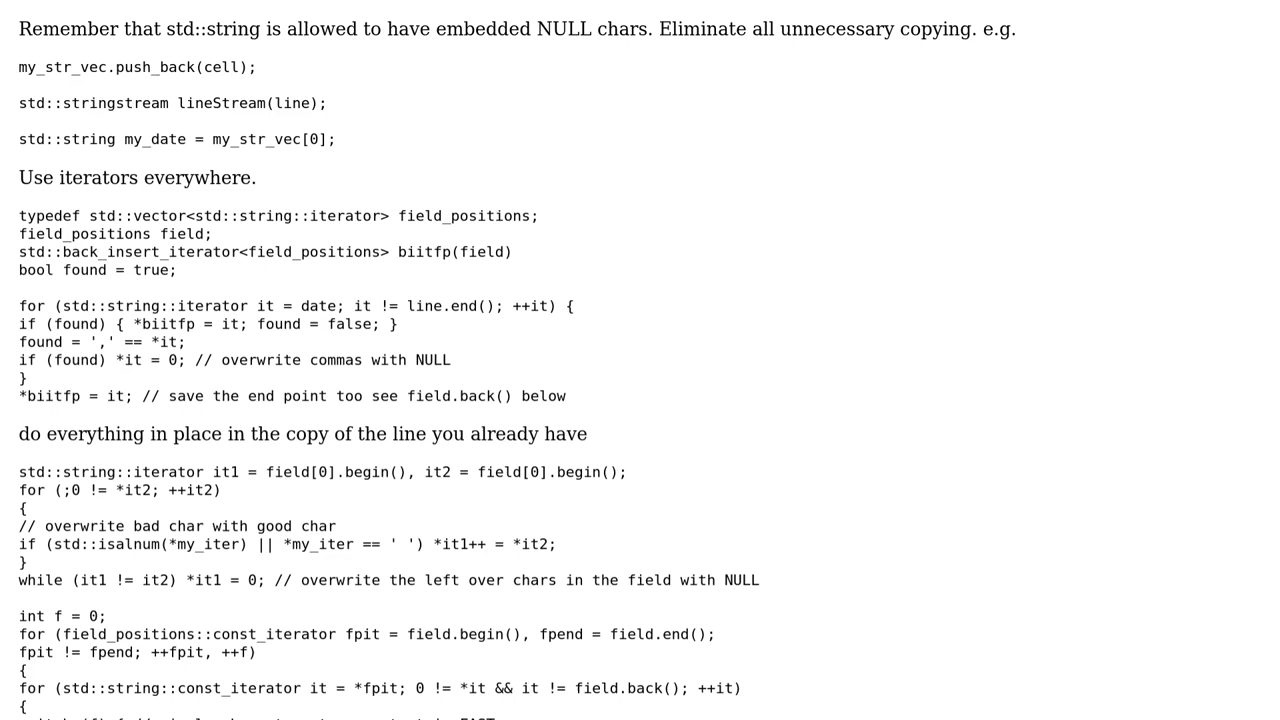 Remember that std::string is allowed to have embedded NULL chars. Eliminate all unnecessary copying. e.g.
my_str_vec.push_back(cell);
std::stringstream lineStream(line);
std::string my_date = my_str_vec[0];
Use iterators everywhere.
typedef std::vector<std::string::iterator> field_positions;
field_positions field;
std::back_insert_iterator<field_positions> biitfp(field)
bool found = true;
for (std::string::iterator it = date; it != line.end(); ++it) {
if (found) { *biitfp = it; found = false; }
found = ',' == *it;
if (found) *it = 0; // overwrite commas with NULL
}
*biitfp = it; // save the end point too see field.back() below
do everything in place in the copy of the line you already have
std::string::iterator it1 = field[0].begin(), it2 = field[0].begin();
for (;0 != *it2; ++it2)
{
// overwrite bad char with good char
if (std::isalnum(*my_iter) || *my_iter == ' ') *it1++ = *it2;
}
while (it1 != it2) *it1 = 0; // overwrite the left over chars in the field with NULL
int f = 0;
for (field_positions::const_iterator fpit = field.begin(), fpend = field.end();
fpit != fpend; ++fpit, ++f)
{
for (std::string::const_iterator it = *fpit; 0 != *it && it != field.back(); ++it)
{